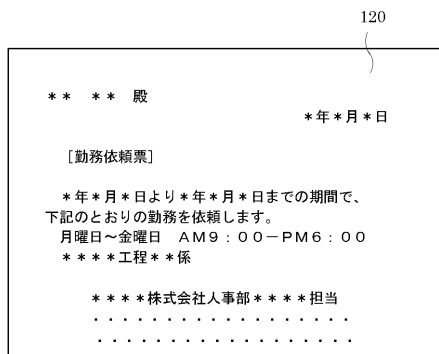 120
＊＊　＊＊　殿
＊年＊月＊日
［勤務依頼票］
＊年＊月＊日より＊年＊月＊日までの期間で、
下記のとおりの勤務を依頼します。
月曜日～金曜日　ＡＭ９：００－ＰＭ６：００
＊＊＊＊工程＊＊係
＊＊＊＊株式会社人事部＊＊＊＊担当
・・・・・・・・・・・・・・・・・・
・・・・・・・・・・・・・・・・・・